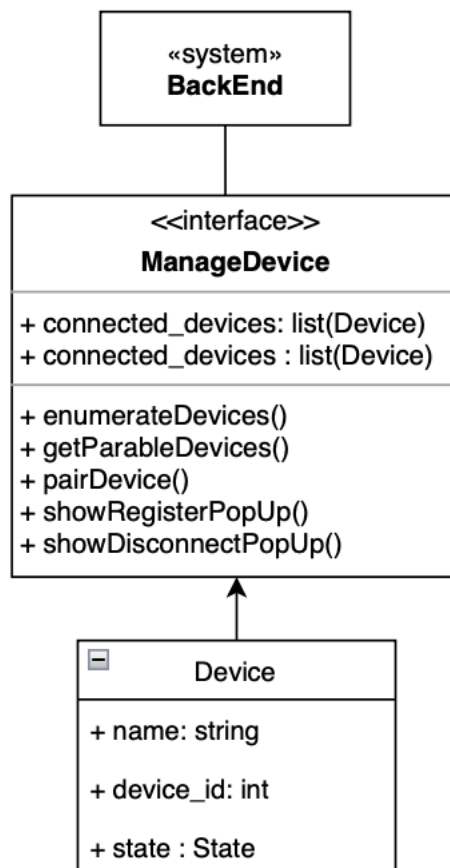 «system»
BackEnd
<<interface>>
ManageDevice
+ connected_devices: list(Device)
+ connected_devices : list(Device)
+ enumerateDevices()
+ getParableDevices()
+ pairDevice()
+ showRegisterPopUp()
+ showDisconnectPopUp()
Device
+ name: string
+ device_id: int
+ state : State